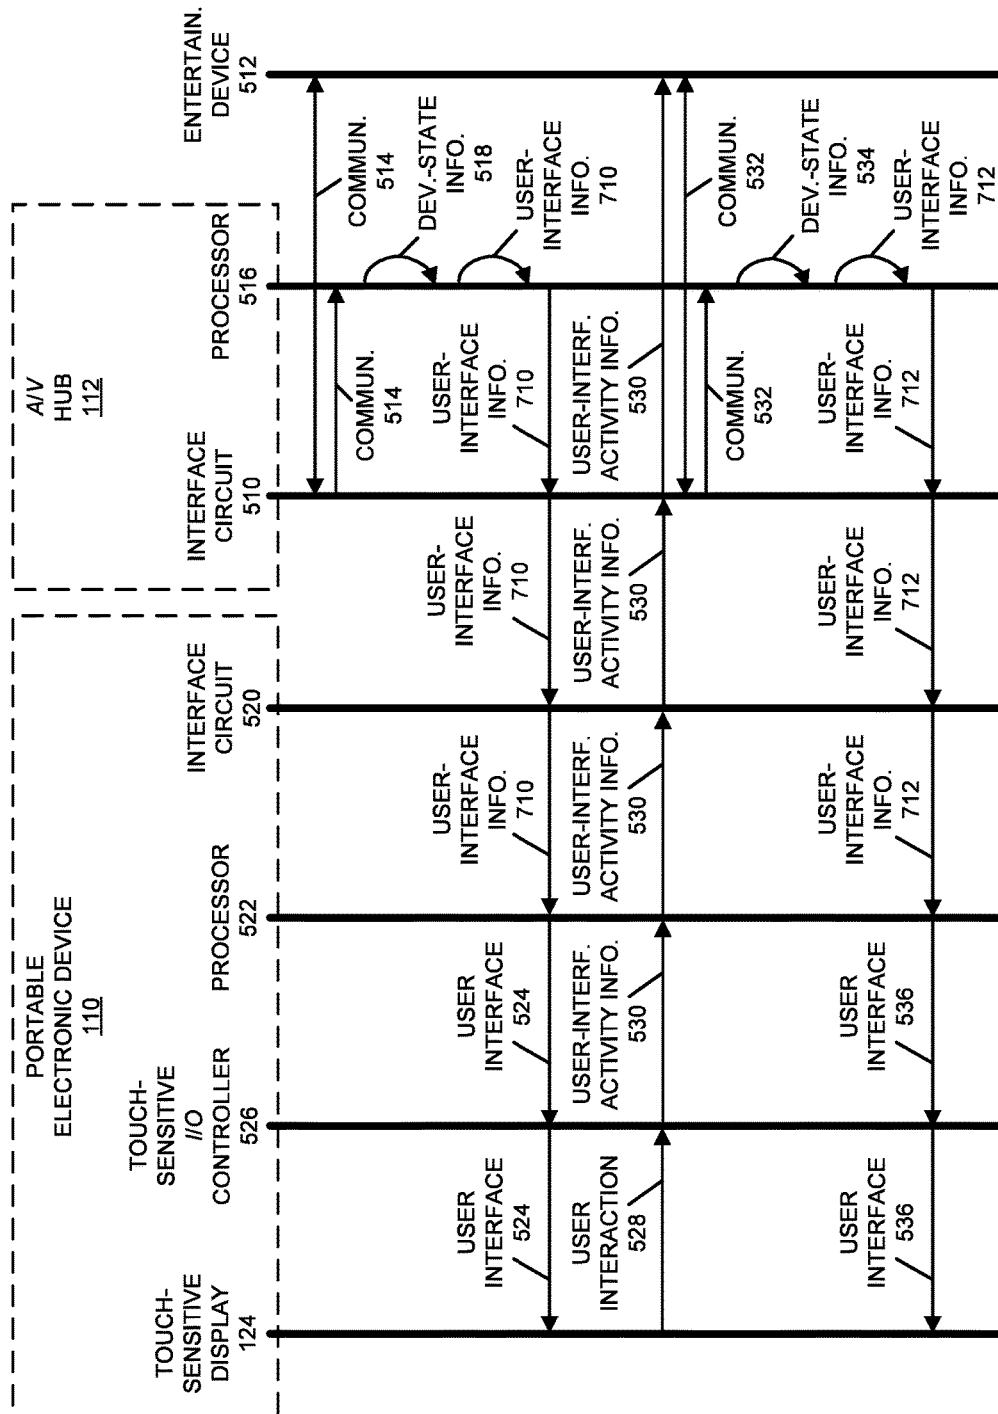 PORTABLE
ELECTRONIC DEVICE
110
A/V
HUB
112
TOUCH-
SENSITIVE
DISPLAY
124
TOUCH-
SENSITIVE
I/O
CONTROLLER
526
PROCESSOR
522
INTERFACE
CIRCUIT
520
INTERFACE
CIRCUIT
510
PROCESSOR
516
ENTERTAIN.
DEVICE
512
COMMUN.
514
COMMUN.
514
DEV.-STATE
INFO.
518
USER-
INTERFACE
INFO.
710
USER
INTERFACE
524
USER
INTERFACE
524
USER-
INTERFACE
INFO.
710
USER-
INTERFACE
INFO.
710
USER-
INTERFACE
INFO.
710
USER
INTERACTION
528
USER-INTERF.
ACTIVITY INFO.
530
USER-INTERF.
ACTIVITY INFO.
530
USER-INTERF.
ACTIVITY INFO.
530
USER-INTERF.
ACTIVITY INFO.
530
COMMUN.
532
COMMUN.
532
DEV.-STATE
INFO.
534
USER-
INTERFACE
INFO.
712
USER
INTERFACE
536
USER
INTERFACE
536
USER-
INTERFACE
INFO.
712
USER-
INTERFACE
INFO.
712
USER-
INTERFACE
INFO.
712